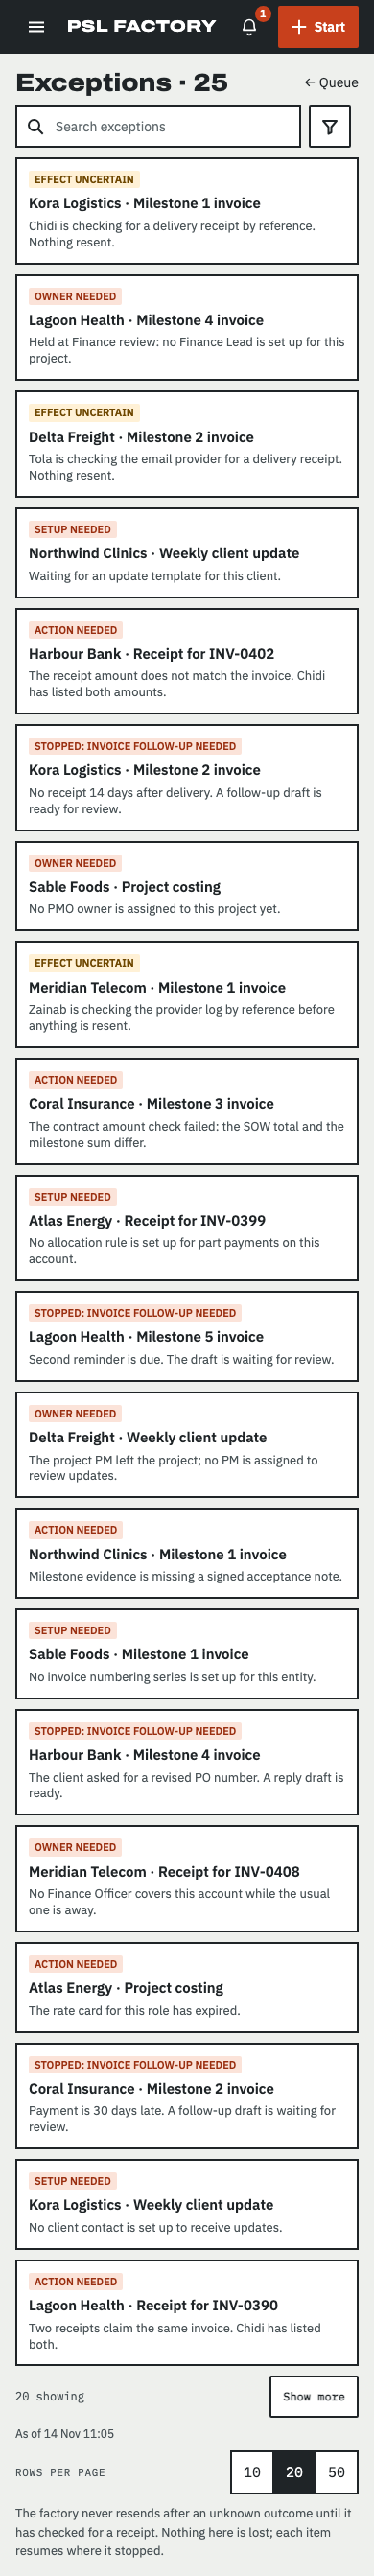 PSL FACTORY
1
Start
Exceptions · 25
← Queue
Search exceptions
EFFECT UNCERTAIN
Kora Logistics · Milestone 1 invoice
Chidi is checking for a delivery receipt by reference.
Nothing resent.
OWNER NEEDED
Lagoon Health · Milestone 4 invoice
Held at Finance review: no Finance Lead is set up for this
project.
EFFECT UNCERTAIN
Delta Freight · Milestone 2 invoice
Tola is checking the email provider for a delivery receipt.
Nothing resent.
SETUP NEEDED
Northwind Clinics · Weekly client update
Waiting for an update template for this client.
ACTION NEEDED
Harbour Bank · Receipt for INV-0402
The receipt amount does not match the invoice. Chidi
has listed both amounts.
STOPPED: INVOICE FOLLOW-UP NEEDED
Kora Logistics · Milestone 2 invoice
No receipt 14 days after delivery. A follow-up draft is
ready for review.
OWNER NEEDED
Sable Foods · Project costing
No PMO owner is assigned to this project yet.
EFFECT UNCERTAIN
Meridian Telecom · Milestone 1 invoice
Zainab is checking the provider log by reference before
anything is resent.
ACTION NEEDED
Coral Insurance · Milestone 3 invoice
The contract amount check failed: the SOW total and the
milestone sum differ.
SETUP NEEDED
Atlas Energy · Receipt for INV-0399
No allocation rule is set up for part payments on this
account.
STOPPED: INVOICE FOLLOW-UP NEEDED
Lagoon Health · Milestone 5 invoice
Second reminder is due. The draft is waiting for review.
OWNER NEEDED
Delta Freight · Weekly client update
The project PM left the project; no PM is assigned to
review updates.
ACTION NEEDED
Northwind Clinics · Milestone 1 invoice
Milestone evidence is missing a signed acceptance note.
SETUP NEEDED
Sable Foods · Milestone 1 invoice
No invoice numbering series is set up for this entity.
STOPPED: INVOICE FOLLOW-UP NEEDED
Harbour Bank · Milestone 4 invoice
The client asked for a revised PO number. A reply draft is
ready.
OWNER NEEDED
Meridian Telecom · Receipt for INV-0408
No Finance Officer covers this account while the usual
one is away.
ACTION NEEDED
Atlas Energy · Project costing
The rate card for this role has expired.
STOPPED: INVOICE FOLLOW-UP NEEDED
Coral Insurance · Milestone 2 invoice
Payment is 30 days late. A follow-up draft is waiting for
review.
SETUP NEEDED
Kora Logistics · Weekly client update
No client contact is set up to receive updates.
ACTION NEEDED
Lagoon Health · Receipt for INV-0390
Two receipts claim the same invoice. Chidi has listed
both.
20 showing
Show more
As of 14 Nov 11:05
ROWS PER PAGE
10 20 50
The factory never resends after an unknown outcome until it
has checked for a receipt. Nothing here is lost; each item
resumes where it stopped.